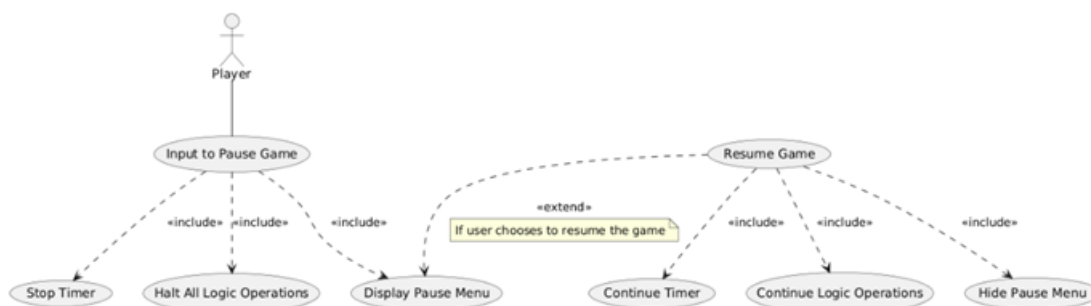 Player
Input to Pause Game
Resume Game
«include»
«include»
«include»
«extend»
If user chooses to resume the game
«include»
«include»
«include»
Stop Timer
Halt All Logic Operations
Display Pause Menu
Continue Timer
Continue Logic Operations
Hide Pause Menu